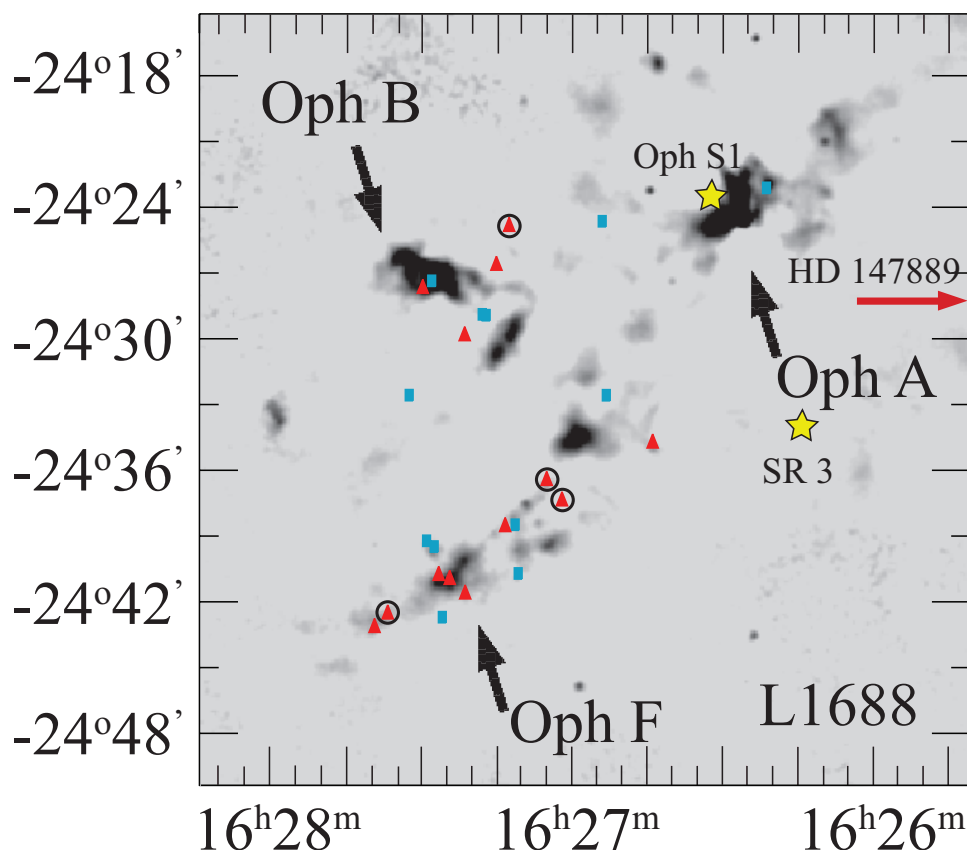 -24°18’
Oph B
Oph S1
-24°24’
HD 147889
-24°30’
Oph A
-24°36’
SR 3
-24°42’
Oph F
L1688
-24°48’
16ʰ28ᵐ 16ʰ27ᵐ 16ʰ26ᵐ